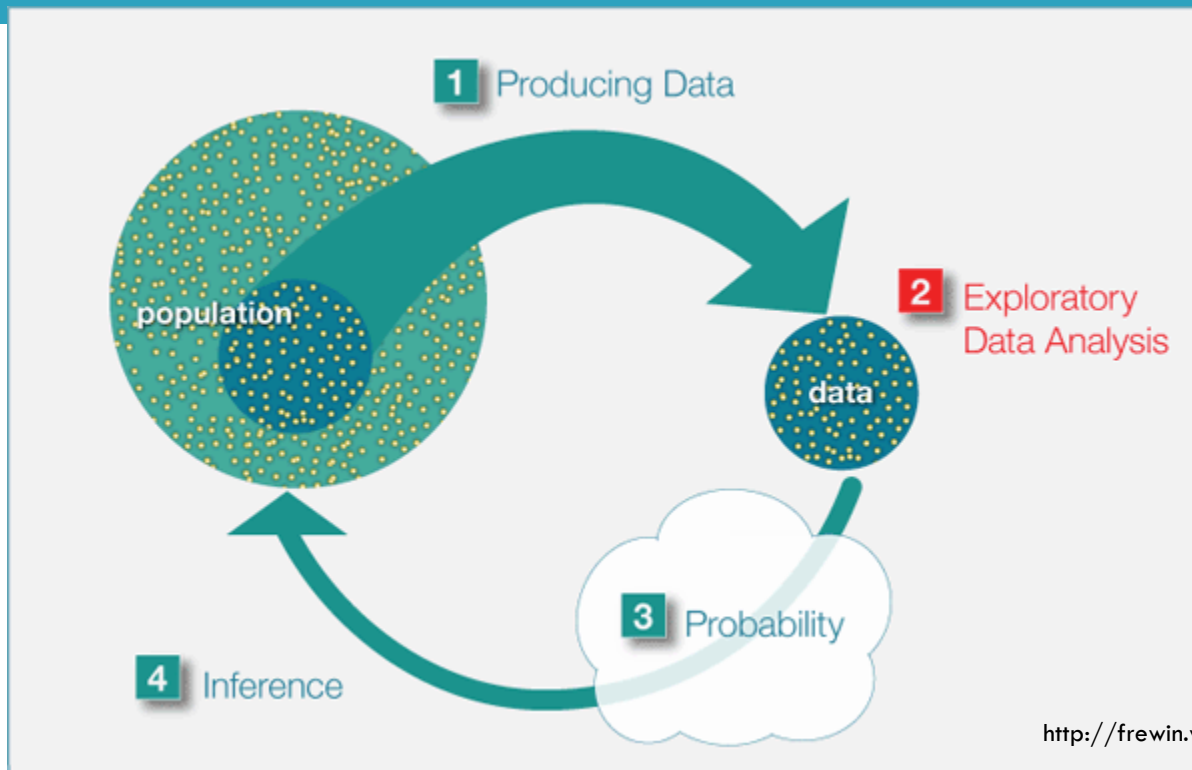 1 Producing Data
population
2 Exploratory
Data Analysis
data
3 Probability
4 Inference
http://frewin.